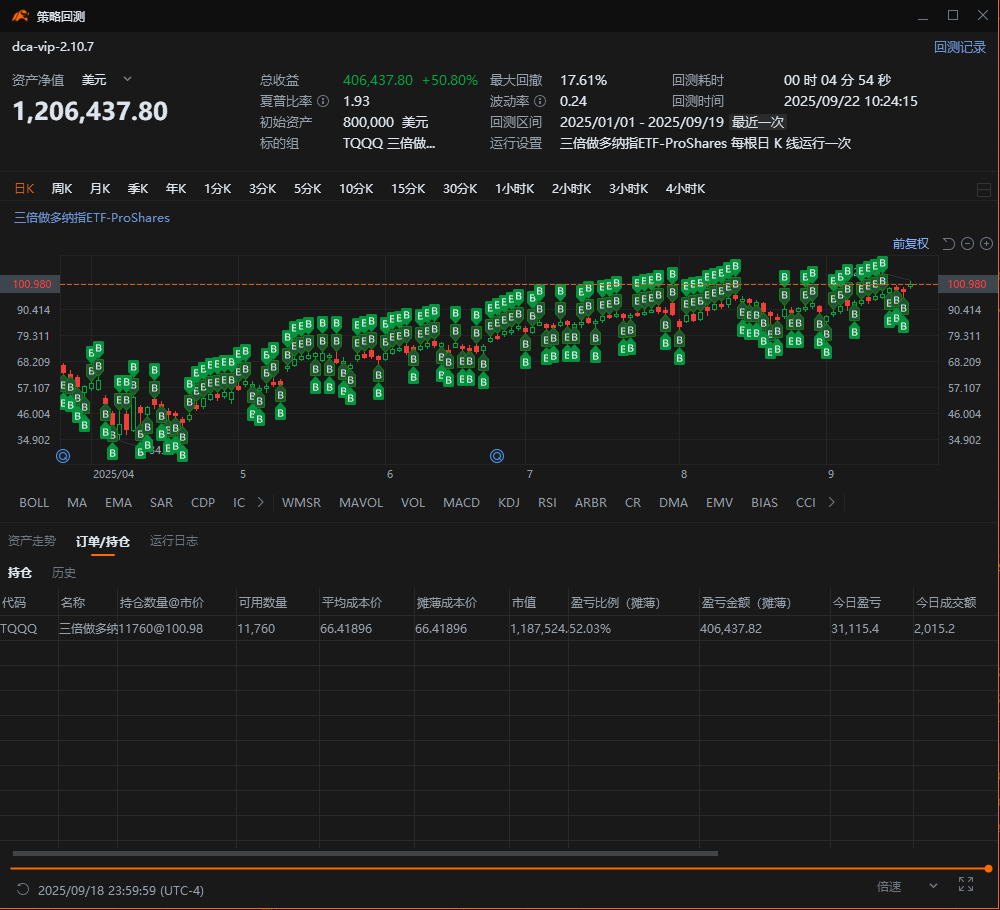 策略回测
dca-vip-2.10.7
回测记录
资产净值 美元
1,206,437.80
总收益 406,437.80 +50.80% 最大回撤 17.61% 回测耗时 00 时 04 分 54 秒
夏普比率 1.93 波动率 0.24 回测时间 2025/09/22 10:24:15
初始资产 800,000 美元 回测区间 2025/01/01 - 2025/09/19 最近一次
标的组 TQQQ 三倍做... 运行设置 三倍做多纳指ETF-ProShares 每根日 K 线运行一次
日K 周K 月K 季K 年K 1分K 3分K 5分K 10分K 15分K 30分K 1小时K 2小时K 3小时K 4小时K
三倍做多纳指ETF-ProShares
前复权
100.980 100.980
90.414 90.414
79.311 79.311
68.209 68.209
57.107 57.107
46.004 46.004
34.902 34.902
2025/04 5 6 7 8 9
BOLL MA EMA SAR CDP IC WMSR MAVOL VOL MACD KDJ RSI ARBR CR DMA EMV BIAS CCI
资产走势 订单/持仓 运行日志
持仓 历史
代码 名称 持仓数量@市价 可用数量 平均成本价 摊薄成本价 市值 盈亏比例（摊薄） 盈亏金额（摊薄） 今日盈亏 今日成交额
TQQQ 三倍做多纳 11760@100.98 11,760 66.41896 66.41896 1,187,524. 52.03% 406,437.82 31,115.4 2,015.2
2025/09/18 23:59:59 (UTC-4)
倍速